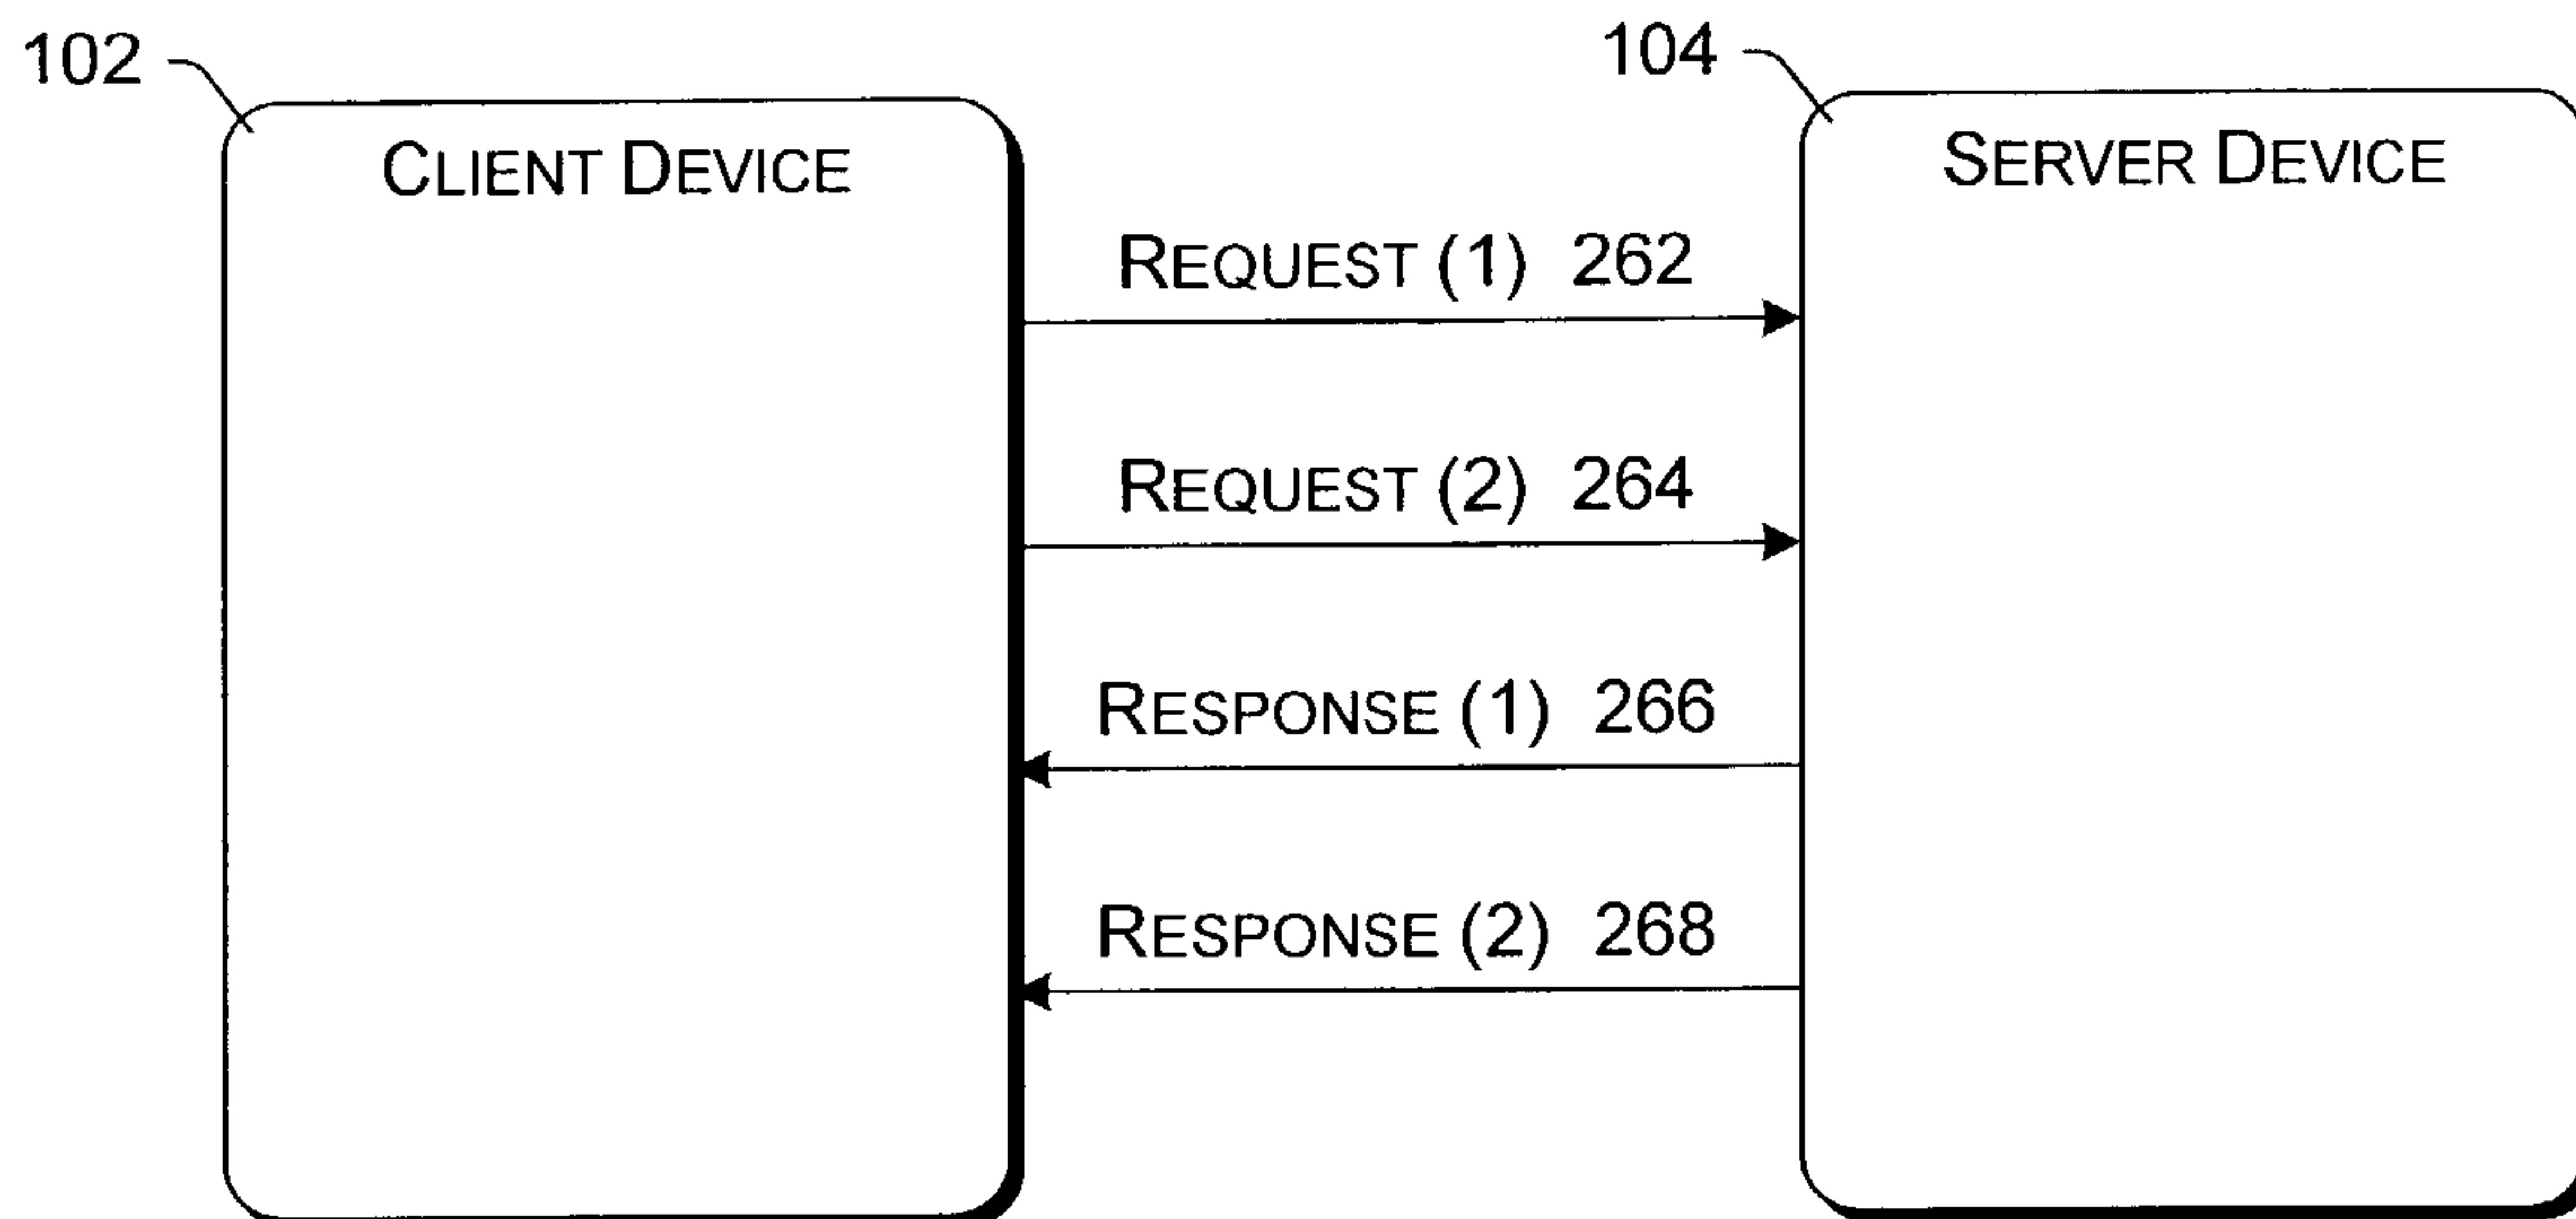 102
104
CLIENT DEVICE
SERVER DEVICE
REQUEST (1) 262
REQUEST (2) 264
RESPONSE (1) 266
RESPONSE (2) 268